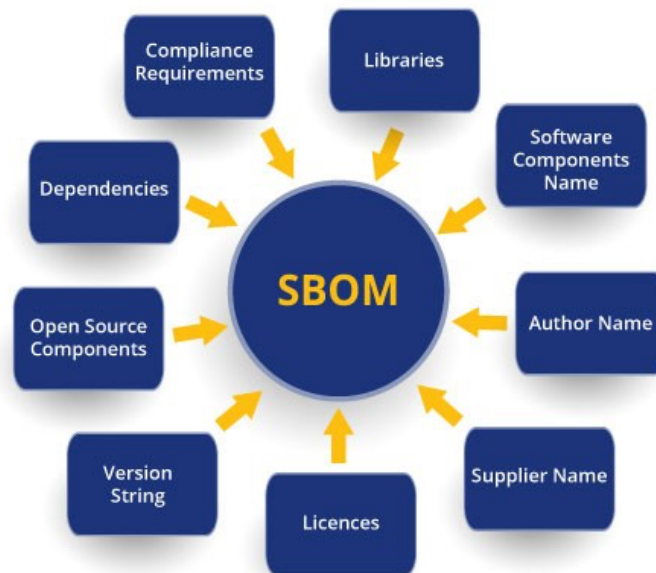 Compliance
Requirements
Libraries
Software
Components
Name
Dependencies
SBOM
Open Source
Components
Author Name
Version
String
Licences
Supplier Name